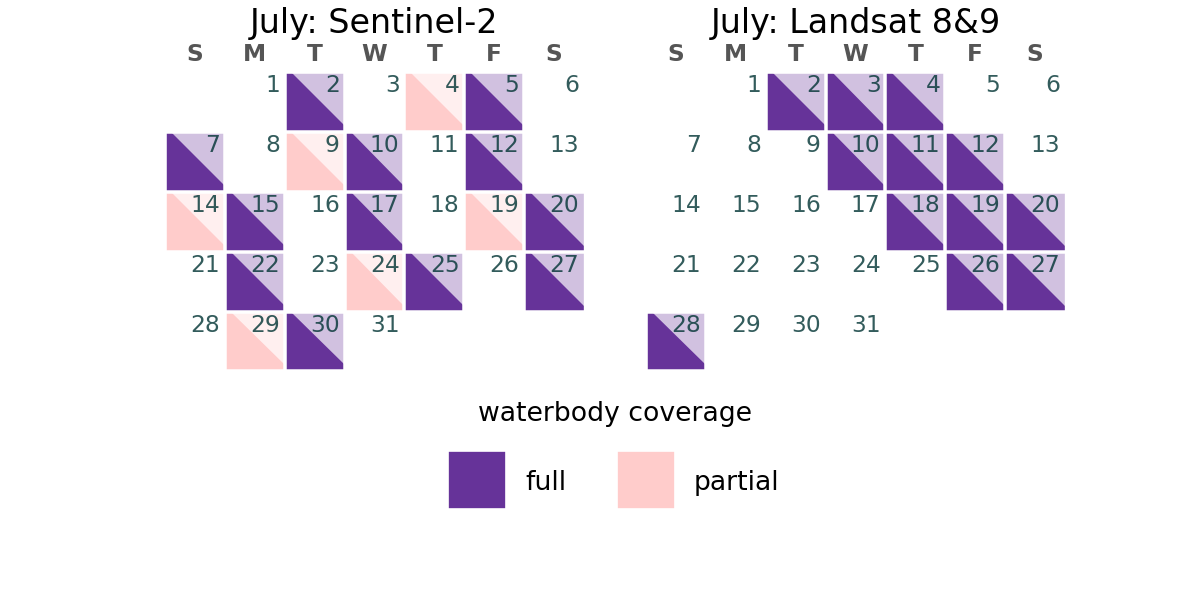 July: Sentinel-2
S M T W T F S
1 2 3 4 5 6
7 8 9 10 11 12 13
14 15 16 17 18 19 20
21 22 23 24 25 26 27
28 29 30 31
July: Landsat 8&9
S M T W T F S
1 2 3 4 5 6
7 8 9 10 11 12 13
14 15 16 17 18 19 20
21 22 23 24 25 26 27
28 29 30 31
waterbody coverage
full partial